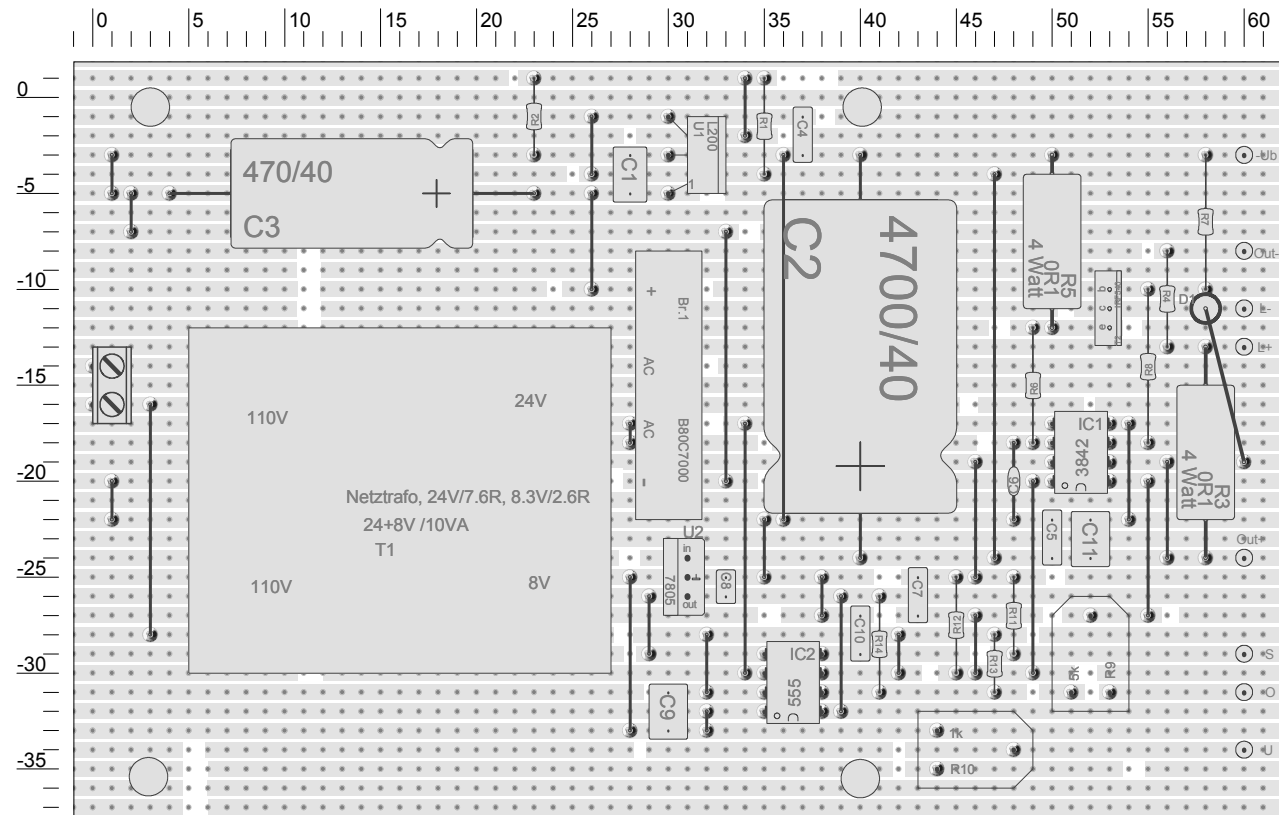 0 5 10 15 20 25 30 35 40 45 50 55 60
0
-5
-10
-15
-20
-25
-30
-35
R2
R1
C4
U1
L200
1
C1
-Ub
470/40
C3
R7
C2
4700/40
R5
0R1
4 Watt
Out-
+
Br.1
AC
AC
B80C7000
-
b
c
e
R4
D1
L-
L+
R6
R8
110V
24V
IC1
3842
R3
0R1
4 Watt
C6
Netztrafo, 24V/7.6R, 8.3V/2.6R
24+8V /10VA
T1
110V
8V
U2
in
out
7805
C8
C7
C5
C11
Out+
C10
R14
R12
R11
R13
IC2
555
5k
R9
S
O
C9
1k
R10
U